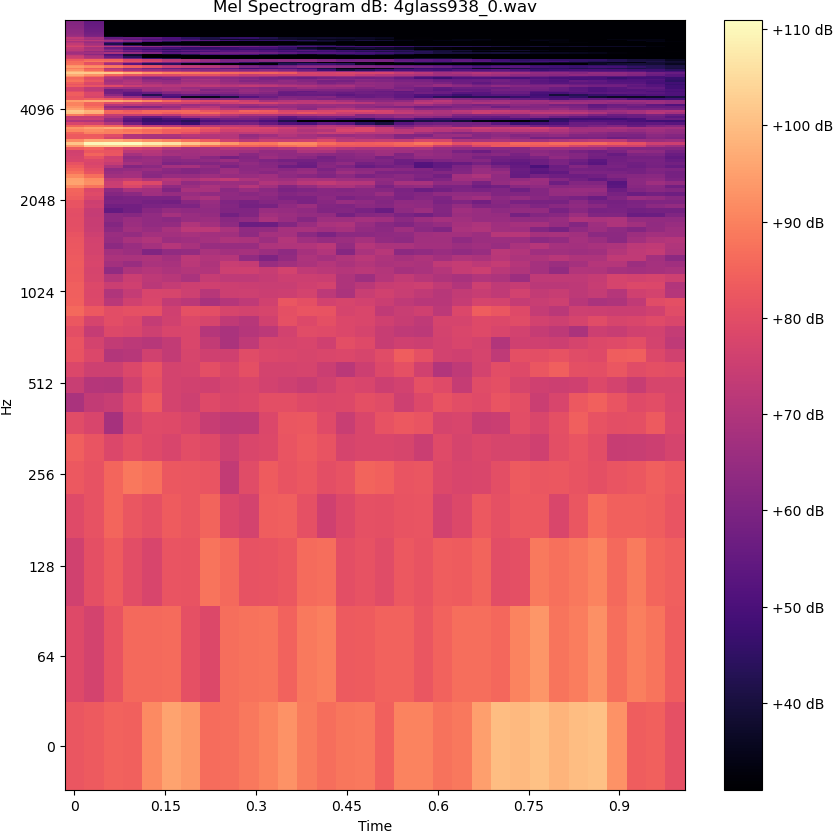 Mel Spectrogram dB: 4glass938_0.wav
+110 dB
4096
+100 dB
+90 dB
2048
1024
+80 dB
512
Hz
+70 dB
256
+60 dB
128
+50 dB
64
+40 dB
0
0 0.15 0.3 0.45 0.6 0.75 0.9
Time